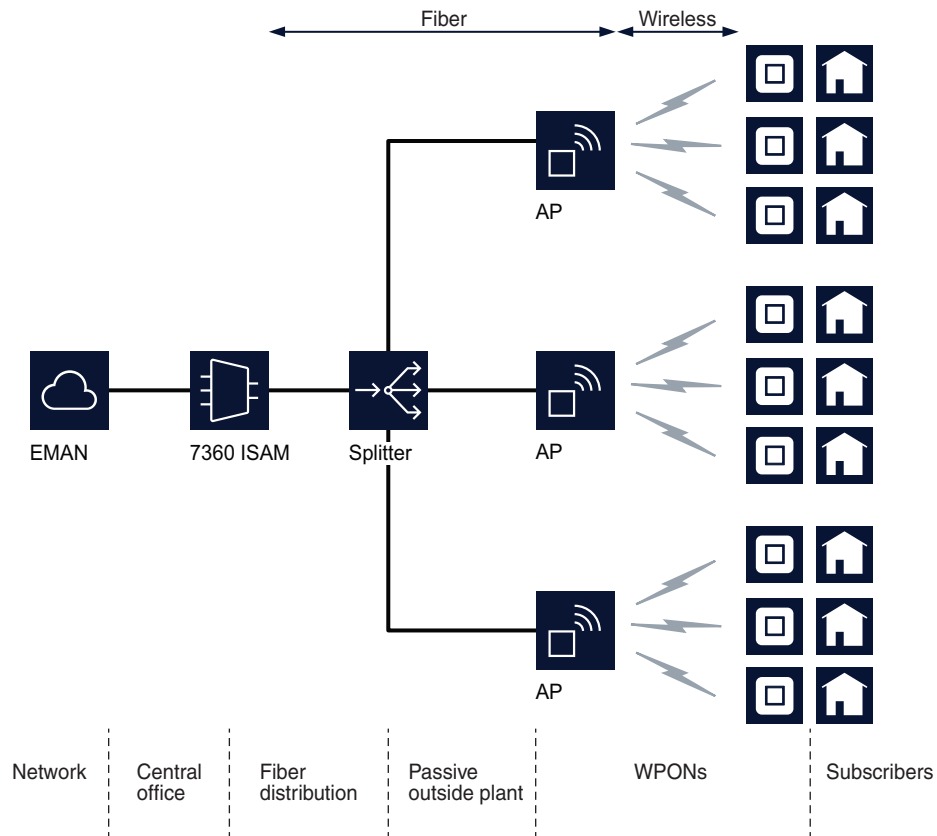 Fiber
Wireless
AP
EMAN
7360 ISAM
Splitter
AP
AP
Network
Central
office
Fiber
distribution
Passive
outside plant
WPONs
Subscribers